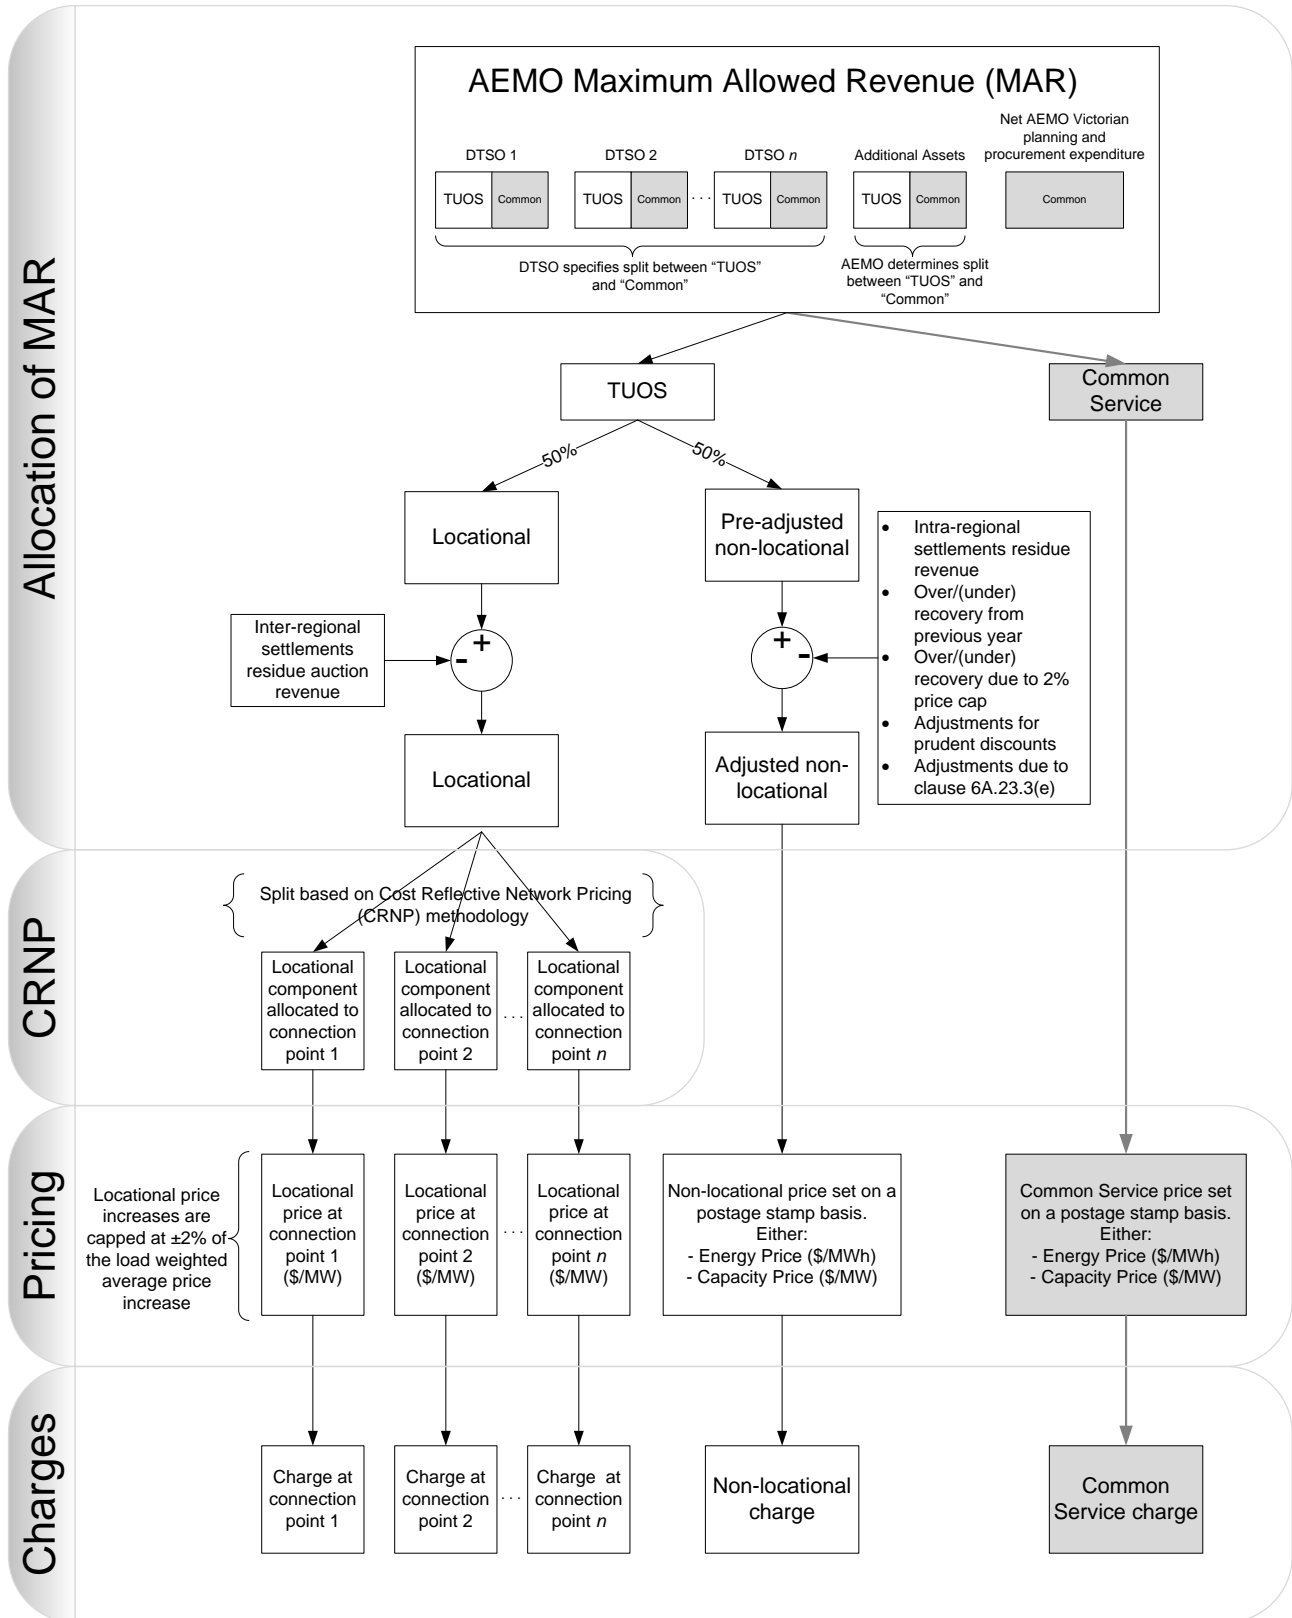 Allocation of MAR
AEMO Maximum Allowed Revenue (MAR)
DTSO 1
TUOS
Common
DTSO 2
TUOS
Common
. . .
DTSO n
TUOS
Common
Additional Assets
TUOS
Common
Net AEMO Victorian
planning and
procurement expenditure
Common
DTSO specifies split between “TUOS”
and “Common”
AEMO determines split
between “TUOS” and
“Common”
TUOS
Common
Service
50%
50%
Locational
Pre-adjusted
non-locational
Inter-regional
settlements
residue auction
revenue
+
-
+
-
• Intra-regional
settlements residue
revenue
• Over/(under)
recovery from
previous year
• Over/(under)
recovery due to 2%
price cap
• Adjustments for
prudent discounts
• Adjustments due to
clause 6A.23.3(e)
Locational
Adjusted non-
locational
CRNP
Split based on Cost Reflective Network Pricing
(CRNP) methodology
Locational
component
allocated to
connection
point 1
Locational
component
allocated to
connection
point 2
. . .
Locational
component
allocated to
connection
point n
Pricing
Locational price
increases are
capped at ±2% of
the load weighted
average price
increase
Locational
price at
connection
point 1
($/MW)
Locational
price at
connection
point 2
($/MW)
. . .
Locational
price at
connection
point n
($/MW)
Non-locational price set on a
postage stamp basis.
Either:
- Energy Price ($/MWh)
- Capacity Price ($/MW)
Common Service price set
on a postage stamp basis.
Either:
- Energy Price ($/MWh)
- Capacity Price ($/MW)
Charges
Charge at
connection
point 1
Charge at
connection
point 2
. . .
Charge at
connection
point n
Non-locational
charge
Common
Service charge